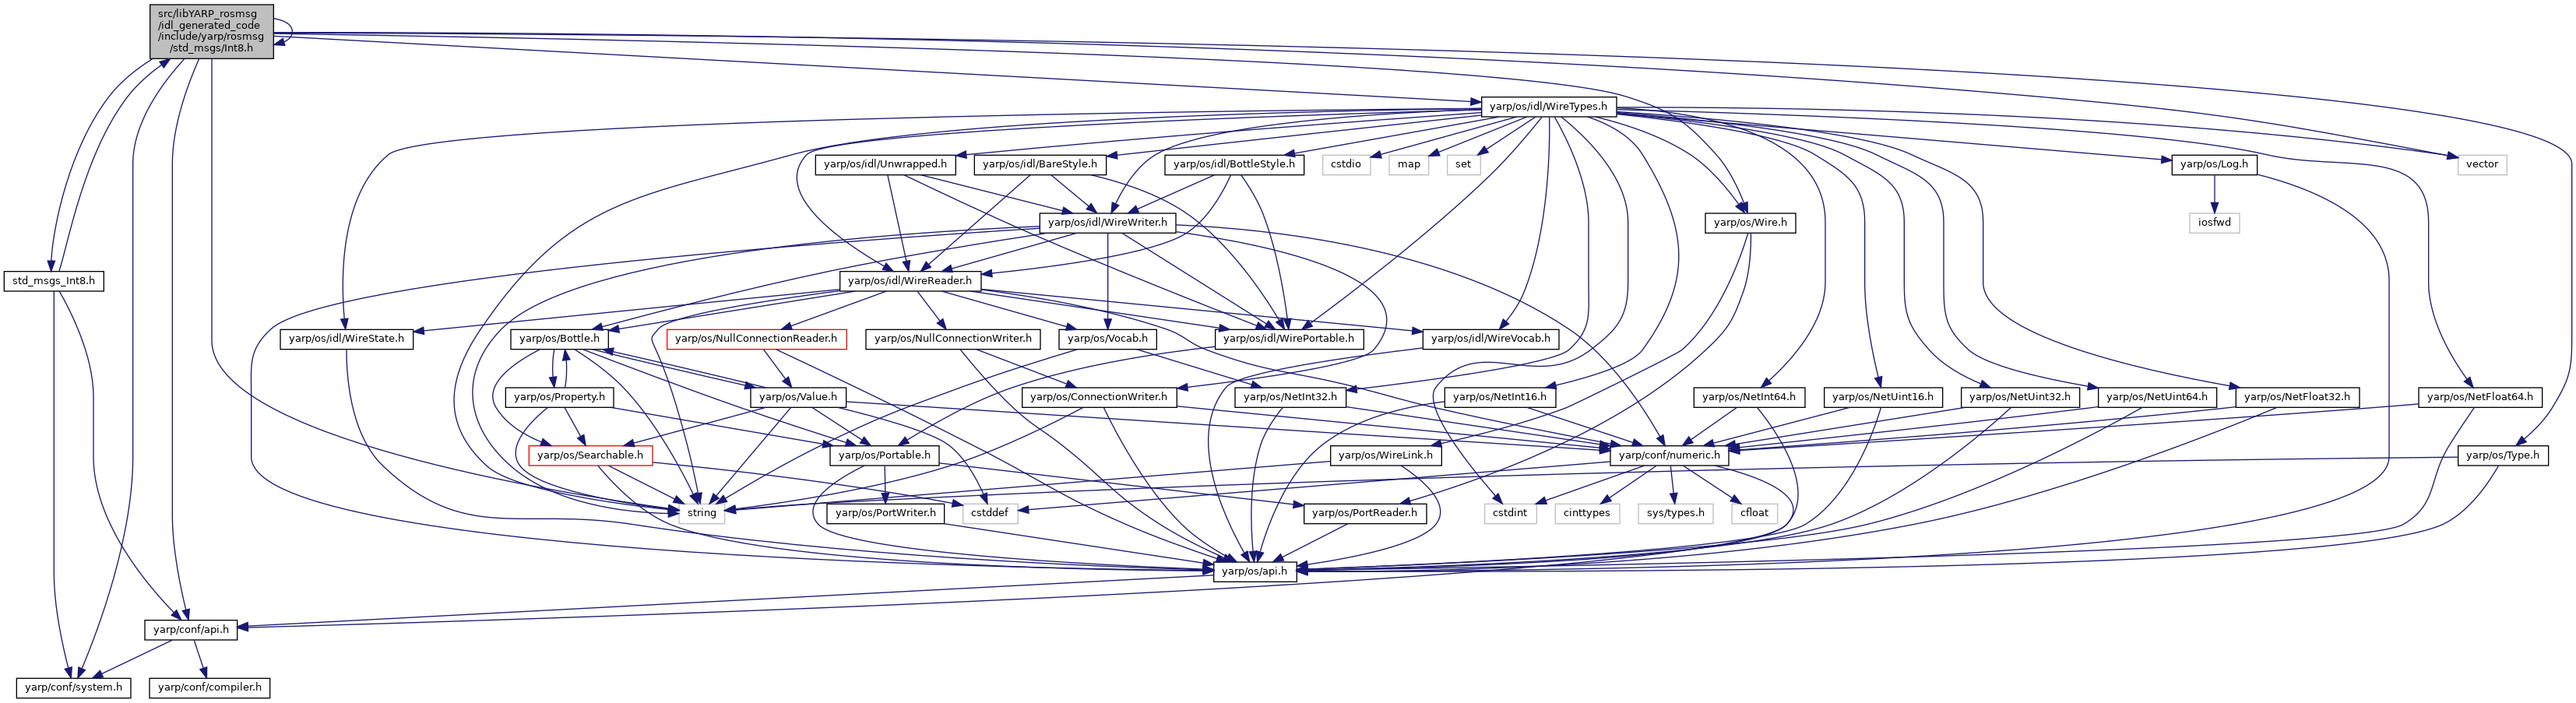 src/libYARP_rosmsg
/idl_generated_code
/include/yarp/rosmsg
/std_msgs/Int8.h
yarp/os/idl/WireTypes.h
yarp/os/idl/Unwrapped.h
yarp/os/idl/BareStyle.h
yarp/os/idl/BottleStyle.h
cstdio
map
set
yarp/os/Log.h
vector
yarp/os/idl/WireWriter.h
yarp/os/Wire.h
iosfwd
std_msgs_Int8.h
yarp/os/idl/WireReader.h
yarp/os/idl/WireState.h
yarp/os/Bottle.h
yarp/os/NullConnectionReader.h
yarp/os/NullConnectionWriter.h
yarp/os/Vocab.h
yarp/os/idl/WirePortable.h
yarp/os/idl/WireVocab.h
yarp/os/Property.h
yarp/os/Value.h
yarp/os/ConnectionWriter.h
yarp/os/NetInt32.h
yarp/os/NetInt16.h
yarp/os/NetInt64.h
yarp/os/NetUint16.h
yarp/os/NetUint32.h
yarp/os/NetUint64.h
yarp/os/NetFloat32.h
yarp/os/NetFloat64.h
yarp/os/Searchable.h
yarp/os/Portable.h
yarp/os/WireLink.h
yarp/conf/numeric.h
yarp/os/Type.h
string
yarp/os/PortWriter.h
cstddef
yarp/os/PortReader.h
cstdint
cinttypes
sys/types.h
cfloat
yarp/os/api.h
yarp/conf/api.h
yarp/conf/system.h
yarp/conf/compiler.h